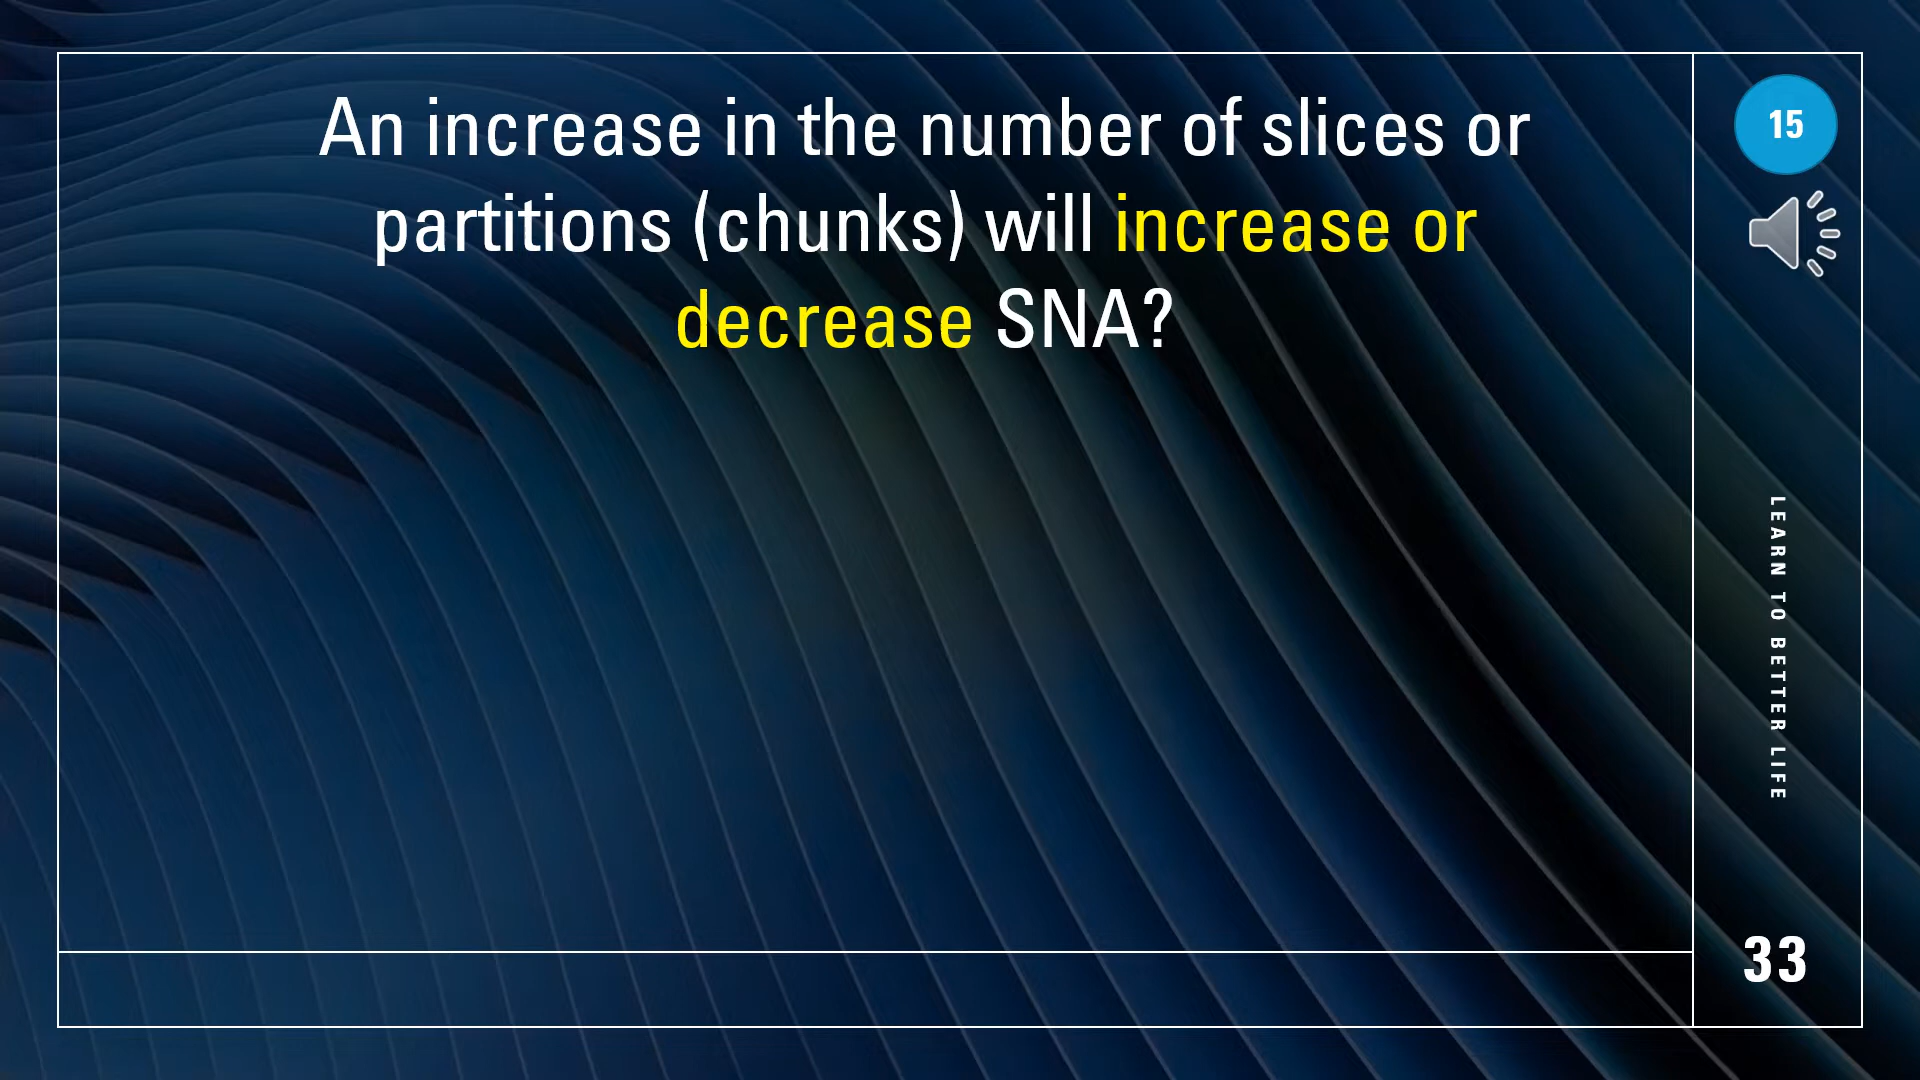 An increase in the number of slices or
partitions (chunks) will increase or
decrease SNA?
15
LEARN TO BETTER LIFE
33